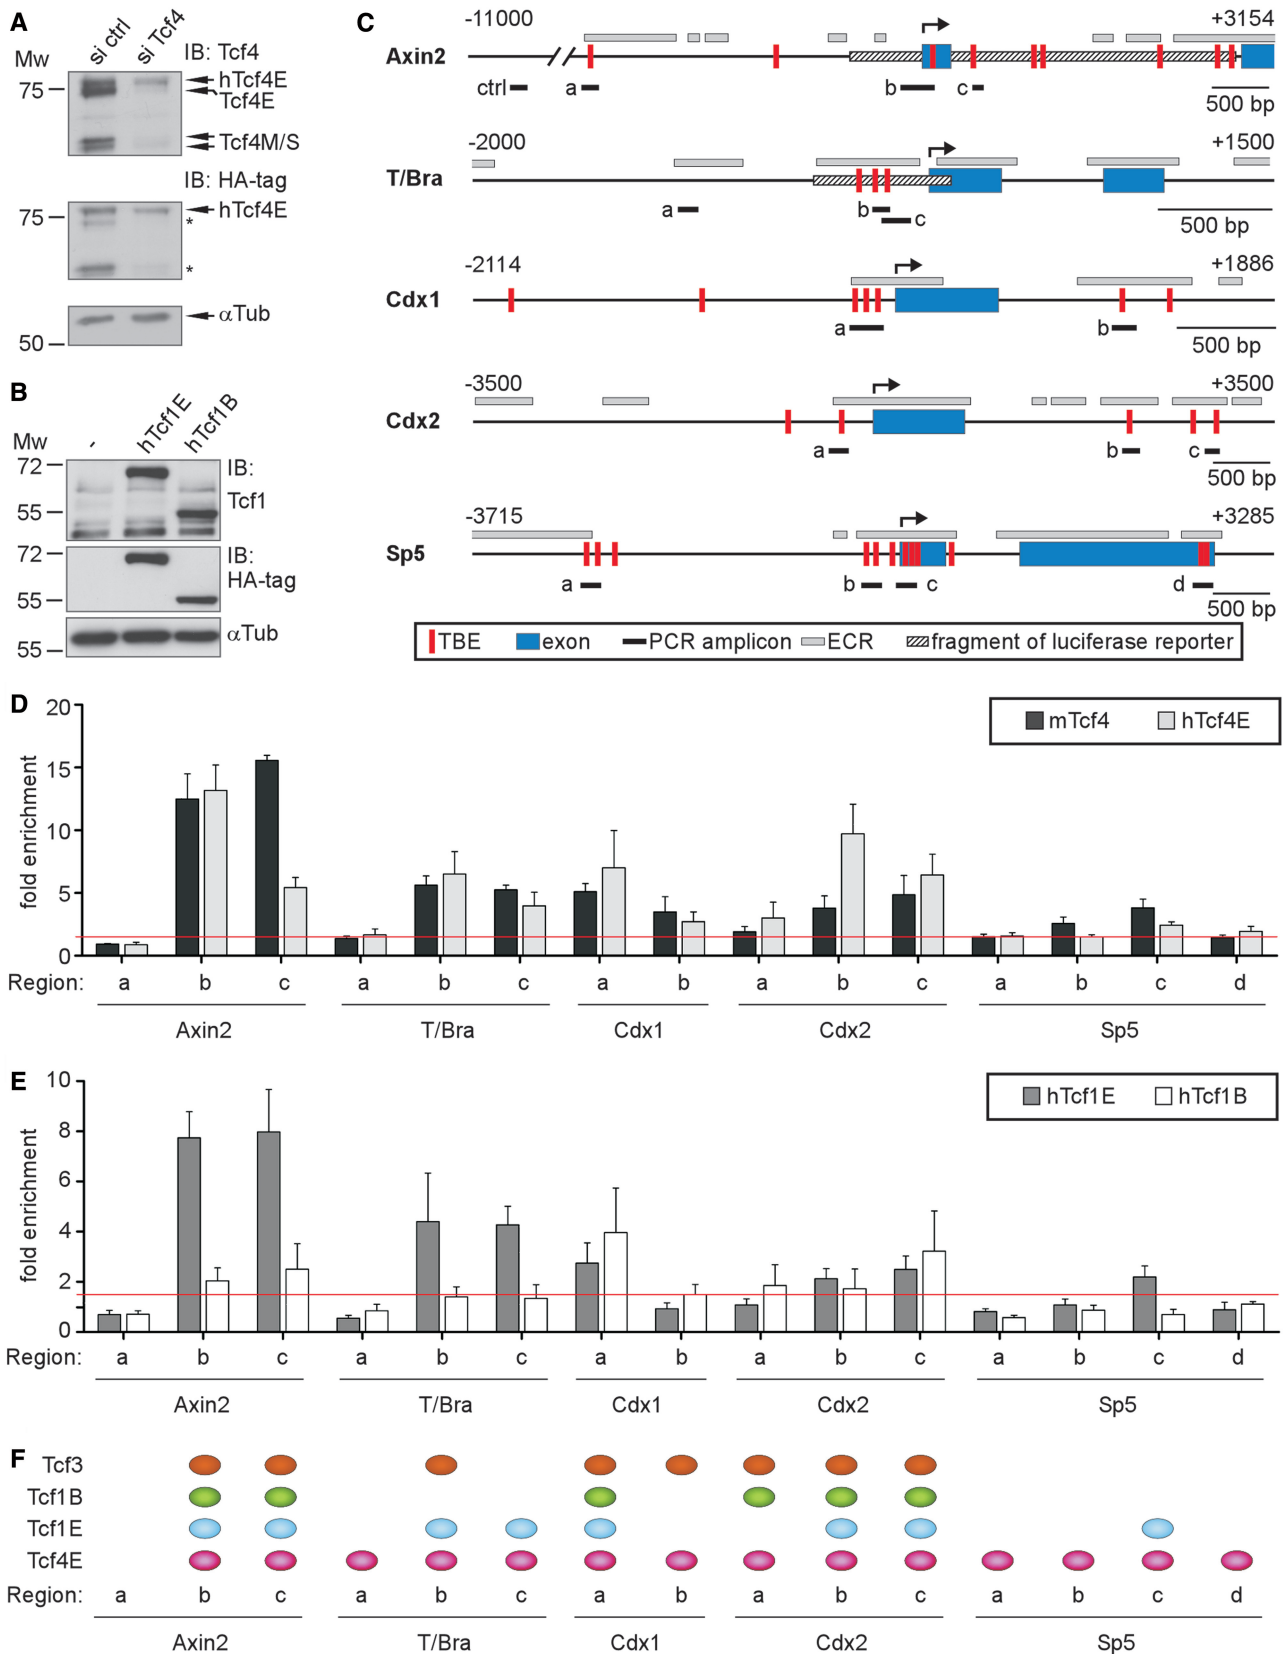 A
si ctrl
si Tcf4
Mw
IB: Tcf4
75
hTcf4E
Tcf4E
Tcf4M/S
IB: HA-tag
75
hTcf4E
*
*
αTub
50
B
-
hTcf1E
hTcf1B
Mw
72
IB:
Tcf1
55
72
IB:
HA-tag
55
αTub
55
C
-11000
+3154
Axin2
ctrl
a
b
c
500 bp
-2000
+1500
T/Bra
a
b
c
500 bp
-2114
+1886
Cdx1
a
b
500 bp
-3500
+3500
Cdx2
a
b
c
500 bp
-3715
+3285
Sp5
a
b
c
d
500 bp
TBE exon PCR amplicon ECR fragment of luciferase reporter
D
fold enrichment
20
15
10
5
0
mTcf4 hTcf4E
Region: a b c a b c a b a b c a b c d
Axin2 T/Bra Cdx1 Cdx2 Sp5
E
fold enrichment
10
8
6
4
2
0
hTcf1E hTcf1B
Region: a b c a b c a b a b c a b c d
Axin2 T/Bra Cdx1 Cdx2 Sp5
F
Tcf3
Tcf1B
Tcf1E
Tcf4E
Region: a b c a b c a b a b c a b c d
Axin2 T/Bra Cdx1 Cdx2 Sp5